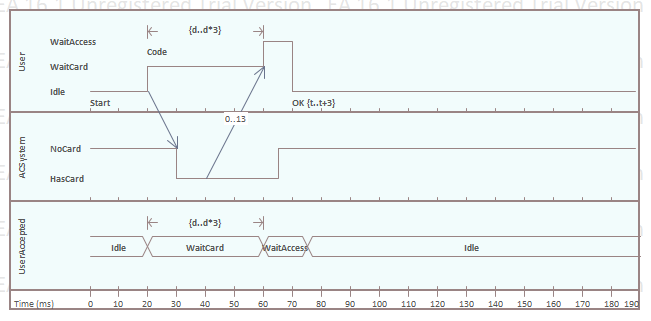 EA 16.1 Unregistered Trial Version EA 16.1 Unregistered Trial Version
{d..d*3}
WaitAccess
Code
User
WaitCard
Idle
Start
OK {t..t+3}
0..13
ACSystem
NoCard
HasCard
{d..d*3}
UserAccepted
Idle
WaitCard
WaitAccess
Idle
Time (ms)
0 10 20 30 40 50 60 70 80 90 100 110 120 130 140 150 160 170 180 190